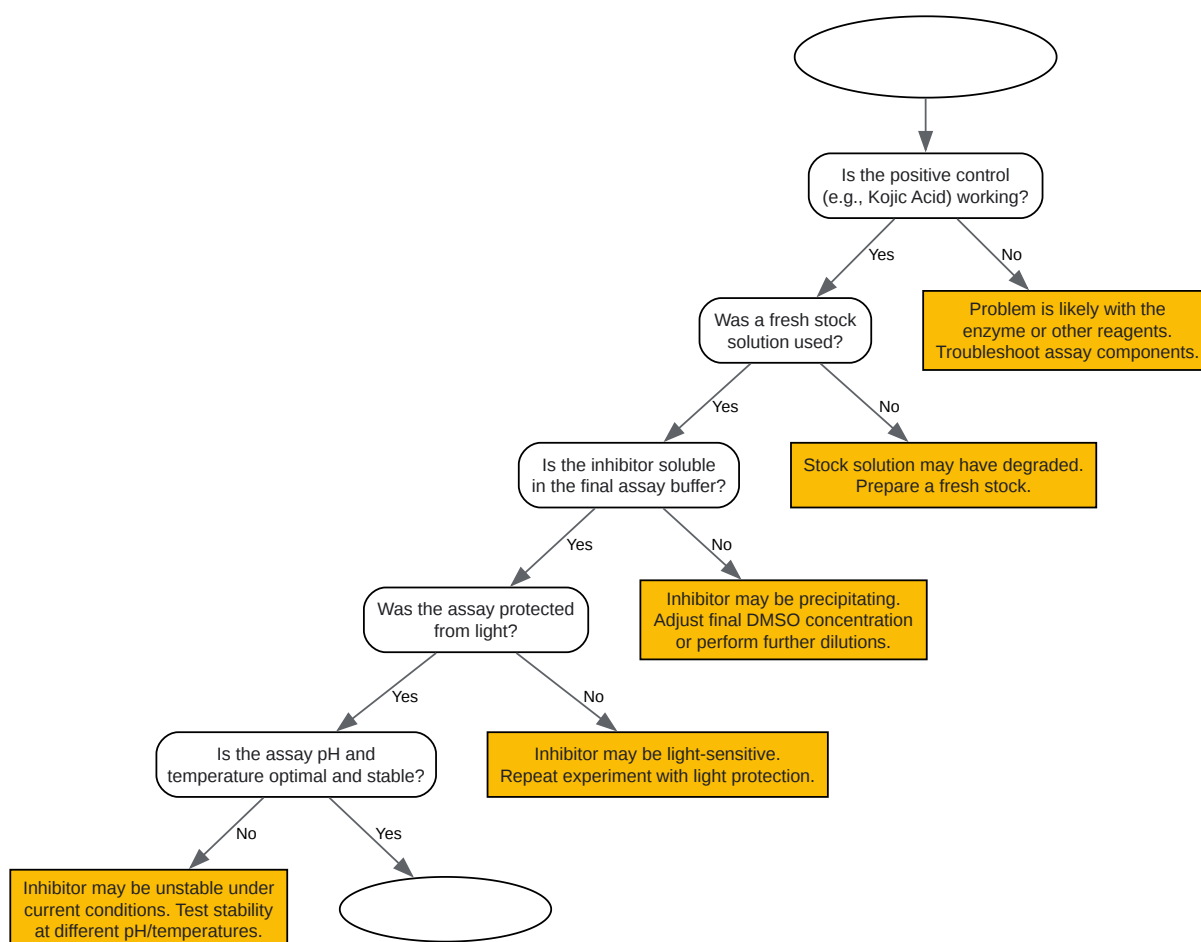 Is the positive control
(e.g., Kojic Acid) working?
Yes
No
Was a fresh stock
solution used?
Problem is likely with the
enzyme or other reagents.
Troubleshoot assay components.
Yes
No
Is the inhibitor soluble
in the final assay buffer?
Stock solution may have degraded.
Prepare a fresh stock.
Yes
No
Was the assay protected
from light?
Inhibitor may be precipitating.
Adjust final DMSO concentration
or perform further dilutions.
Yes
No
Is the assay pH and
temperature optimal and stable?
Inhibitor may be light-sensitive.
Repeat experiment with light protection.
No
Yes
Inhibitor may be unstable under
current conditions. Test stability
at different pH/temperatures.